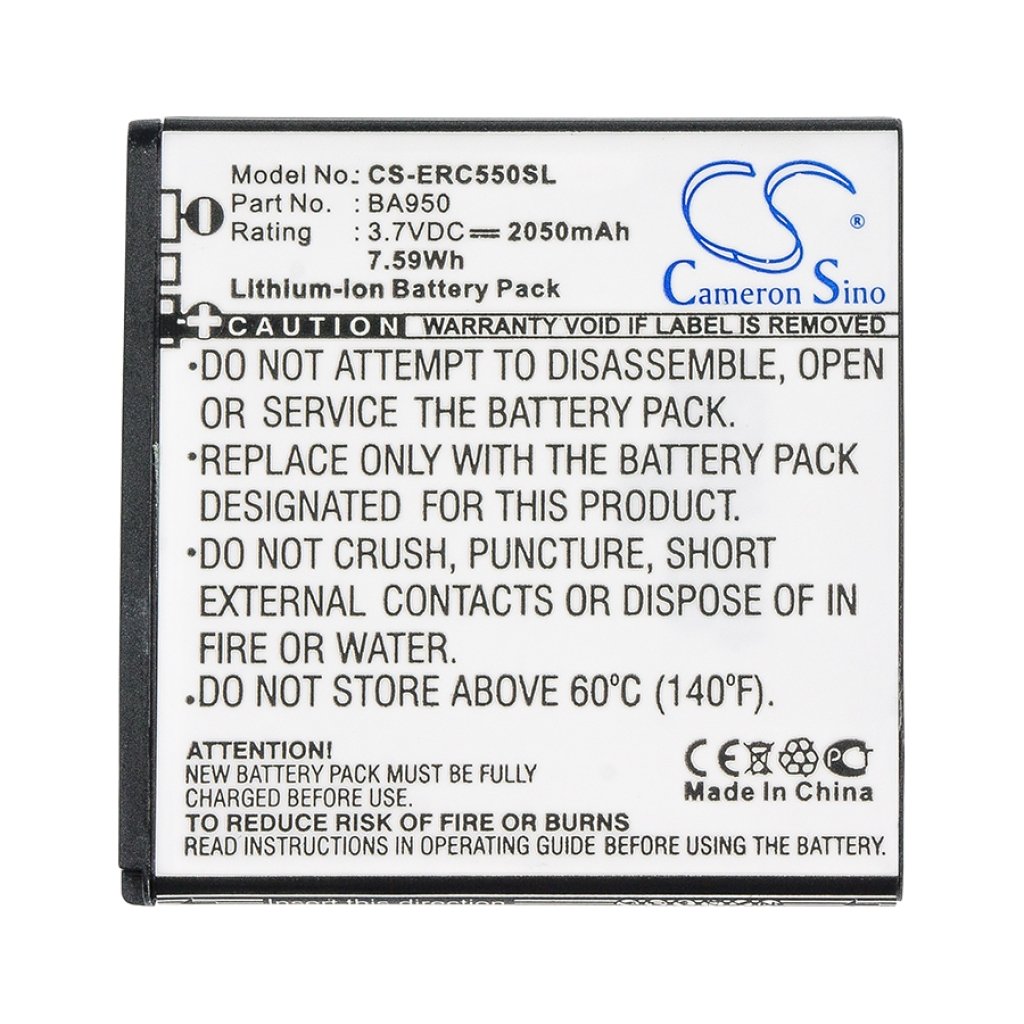 Model No.: CS-ERC550SL
Part No. : BA950
Rating : 3.7VDC ⎓ 2050mAh
7.59Wh
Lithium-Ion Battery Pack
®
Cameron Sino
CAUTION WARRANTY VOID IF LABEL IS REMOVED
•DO NOT ATTEMPT TO DISASSEMBLE, OPEN
OR SERVICE THE BATTERY PACK.
•REPLACE ONLY WITH THE BATTERY PACK
DESIGNATED FOR THIS PRODUCT.
•DO NOT CRUSH, PUNCTURE, SHORT
EXTERNAL CONTACTS OR DISPOSE OF IN
FIRE OR WATER.
•DO NOT STORE ABOVE 60°C (140°F).
ATTENTION!
NEW BATTERY PACK MUST BE FULLY
CHARGED BEFORE USE.
TO REDUCE RISK OF FIRE OR BURNS
READ INSTRUCTIONS IN OPERATING GUIDE BEFORE USING THE BATTERY.
CE
Made In China
Insert this direction